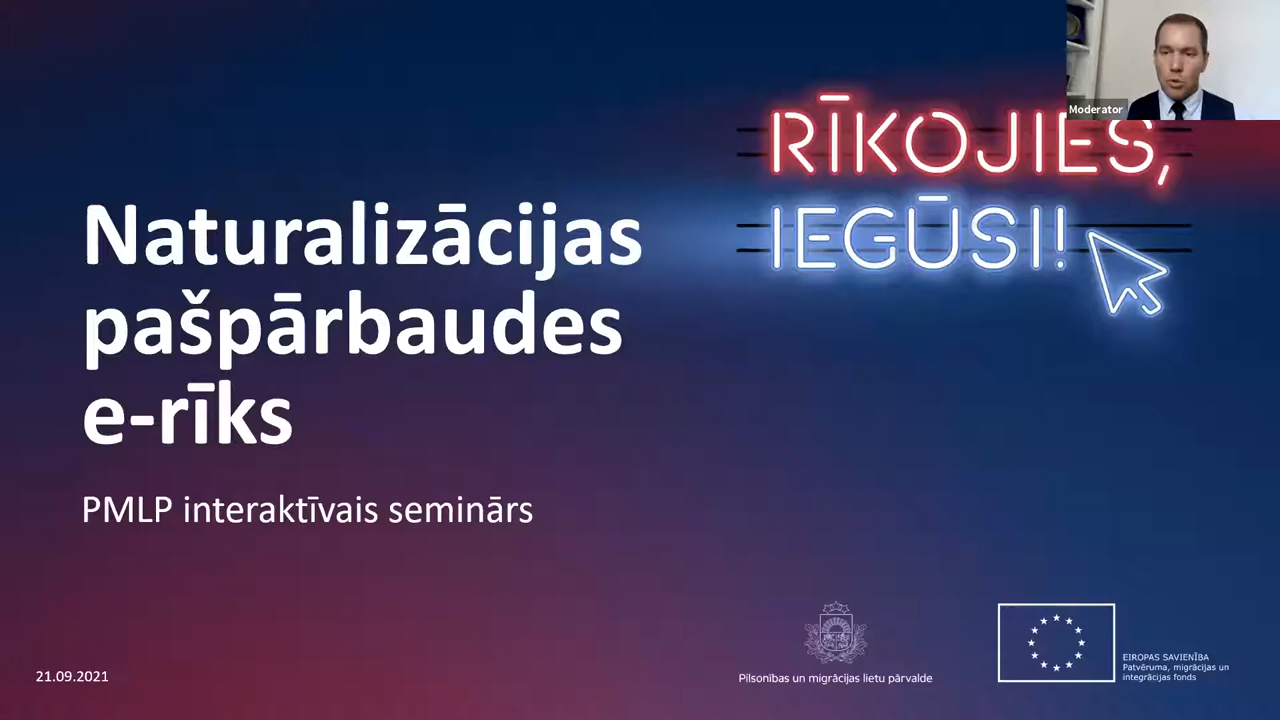 Moderator
RĪKOJIES,
IEGŪSI!
Naturalizācijas
pašpārbaudes
e-rīks
PMLP interaktīvais seminārs
21.09.2021
Pilsonības un migrācijas lietu pārvalde
EIROPAS SAVIENĪBA
Patvēruma, migrācijas un
integrācijas fonds